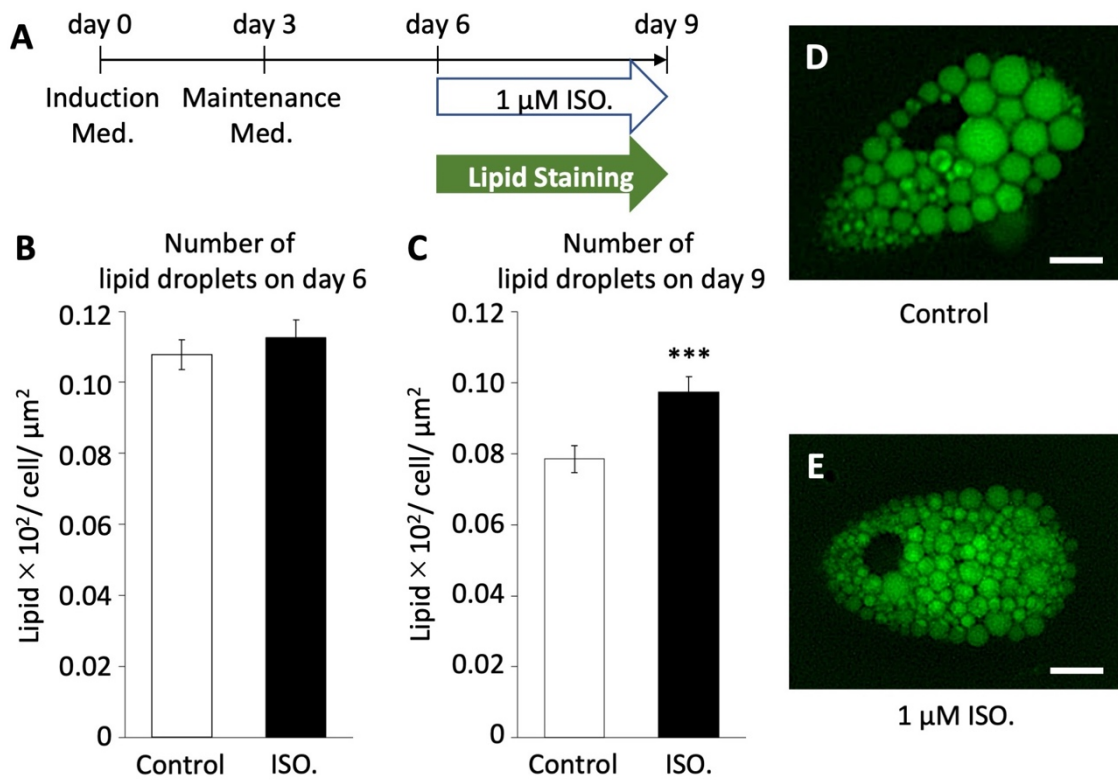 A
day 0
day 3
day 6
day 9
Induction
Med.
Maintenance
Med.
1 μM ISO.
Lipid Staining
B
Number of
lipid droplets on day 6
Lipid × 10²/ cell/ μm²
0.12
0.10
0.08
0.06
0.04
0.02
0
Control
ISO.
C
Number of
lipid droplets on day 9
Lipid × 10²/ cell/ μm²
0.12
0.10
0.08
0.06
0.04
0.02
0
***
Control
ISO.
D
Control
E
1 μM ISO.